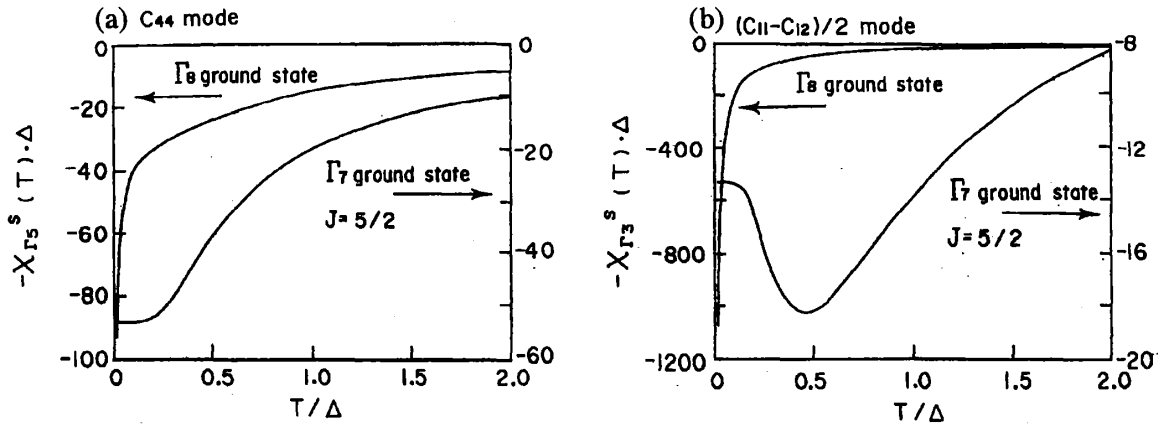 (a) C44 mode
0
-20
-40
-60
-80
-100
0
-20
-40
-60
Γ8 ground state
Γ7 ground state
J= 5/2
-χΓ5 s (T)·Δ
0 0.5 1.0 1.5 2.0
T/Δ
(b) (C11-C12)/2 mode
0
-400
-800
-1200
-8
-12
-16
-20
Γ8 ground state
Γ7 ground state
J= 5/2
-χΓ3 s (T)·Δ
0 0.5 1.0 1.5 2.0
T/Δ